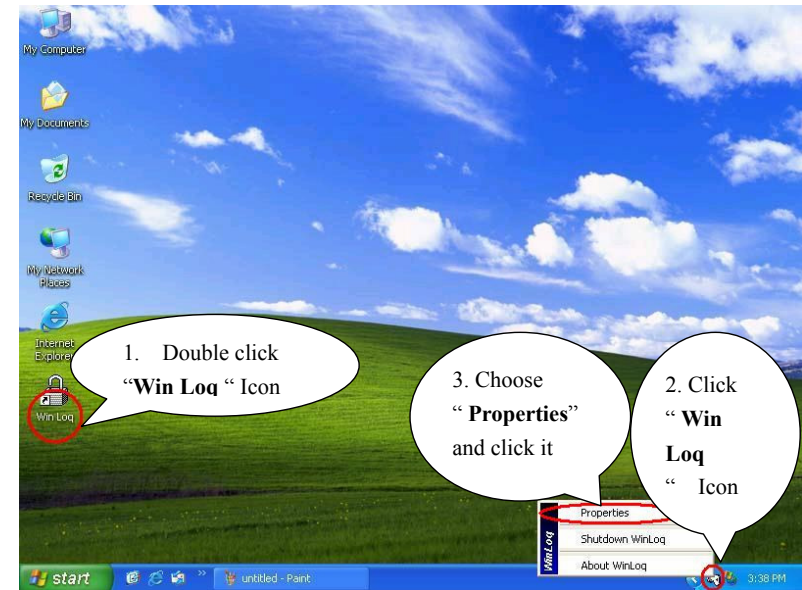 My Computer
My Documents
Recycle Bin
My Network
Places
Internet
Explorer
Win Loq
1. Double click
“Win Loq “ Icon
3. Choose
“ Properties”
and click it
2. Click
“ Win
Loq
“ Icon
WinLoq
Properties
Shutdown WinLoq
About WinLoq
start
»
untitled - Paint
3:38 PM